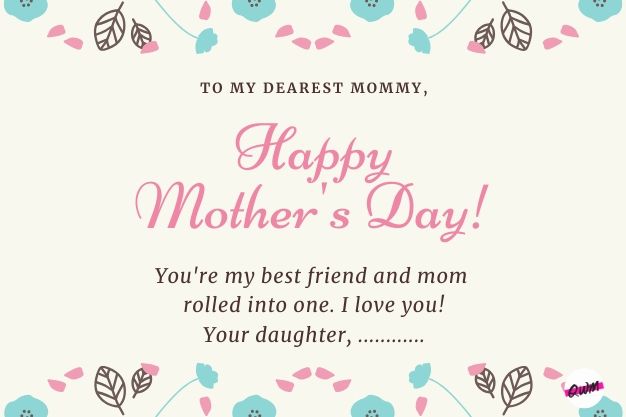 TO MY DEAREST MOMMY,
Happy
Mother's Day!
You're my best friend and mom
rolled into one. I love you!
Your daughter, ............
QWM